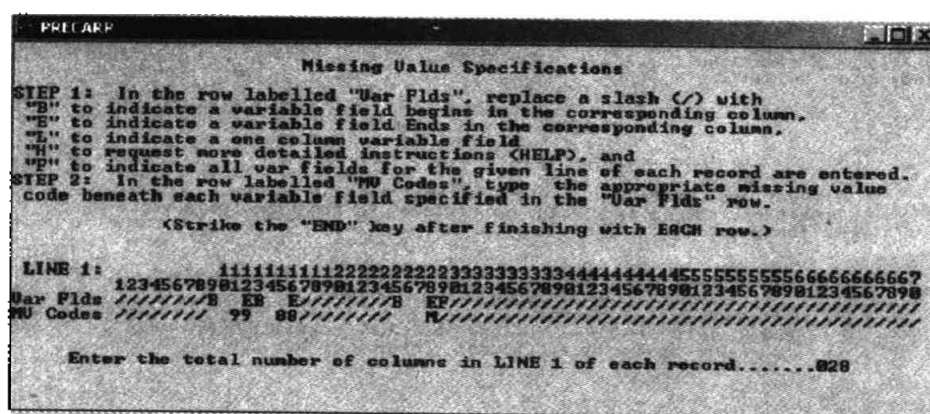 PRECARP
Missing Value Specifications
STEP 1: In the row labelled "Var Flds", replace a slash (/) with
"B" to indicate a variable field begins in the corresponding column,
"E" to indicate a variable field Ends in the corresponding column,
"L" to indicate a one column variable field
"H" to request more detailed instructions (HELP), and
"F" to indicate all var fields for the given line of each record are entered.
STEP 2: In the row labelled "MV Codes", type the appropriate missing value
code beneath each variable field specified in the "Var Flds" row.
(Strike the "END" key after finishing with EACH row.)
LINE 1: 1111111111222222222233333333334444444444555555555566666666667
1234567890123456789012345678901234567890123456789012345678901234567890
Var Flds ////////B  EB  E////////B  EF/////////////////////////////////////////
MV Codes ////////  99  88////////   M//////////////////////////////////////////
Enter the total number of columns in LINE 1 of each record.......028